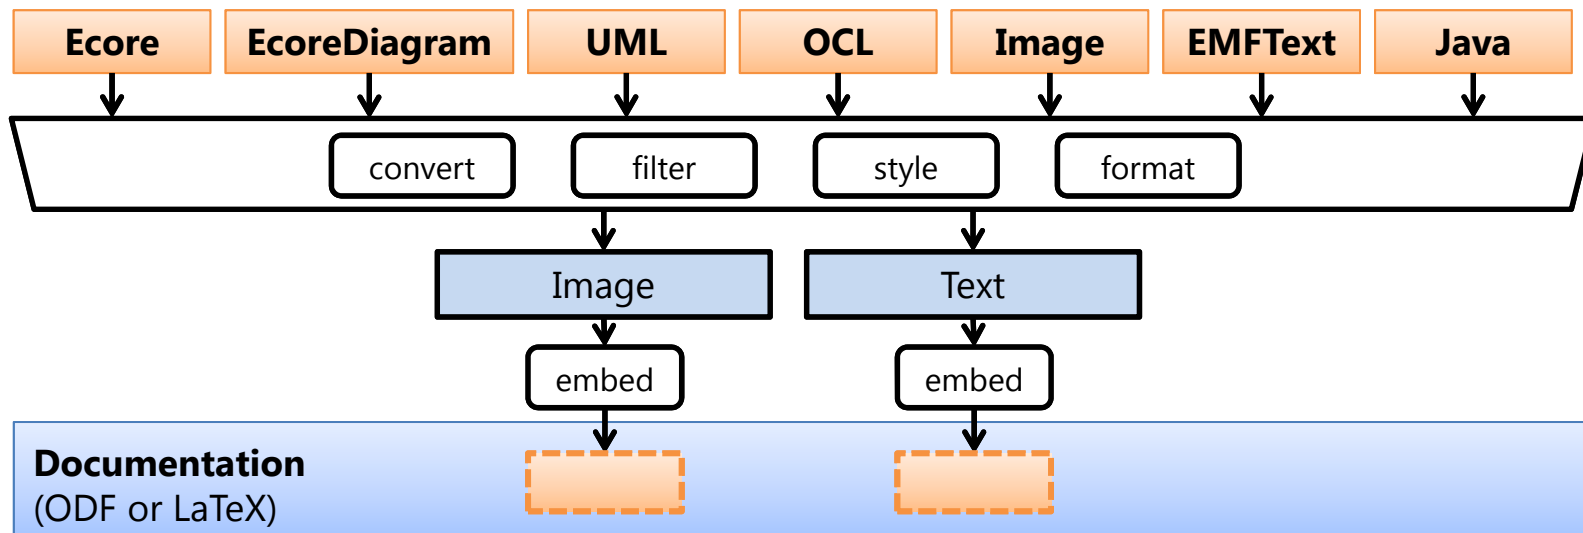 Ecore EcoreDiagram UML OCL Image EMFText Java
convert filter style format
Image Text
embed embed
Documentation
(ODF or LaTeX)